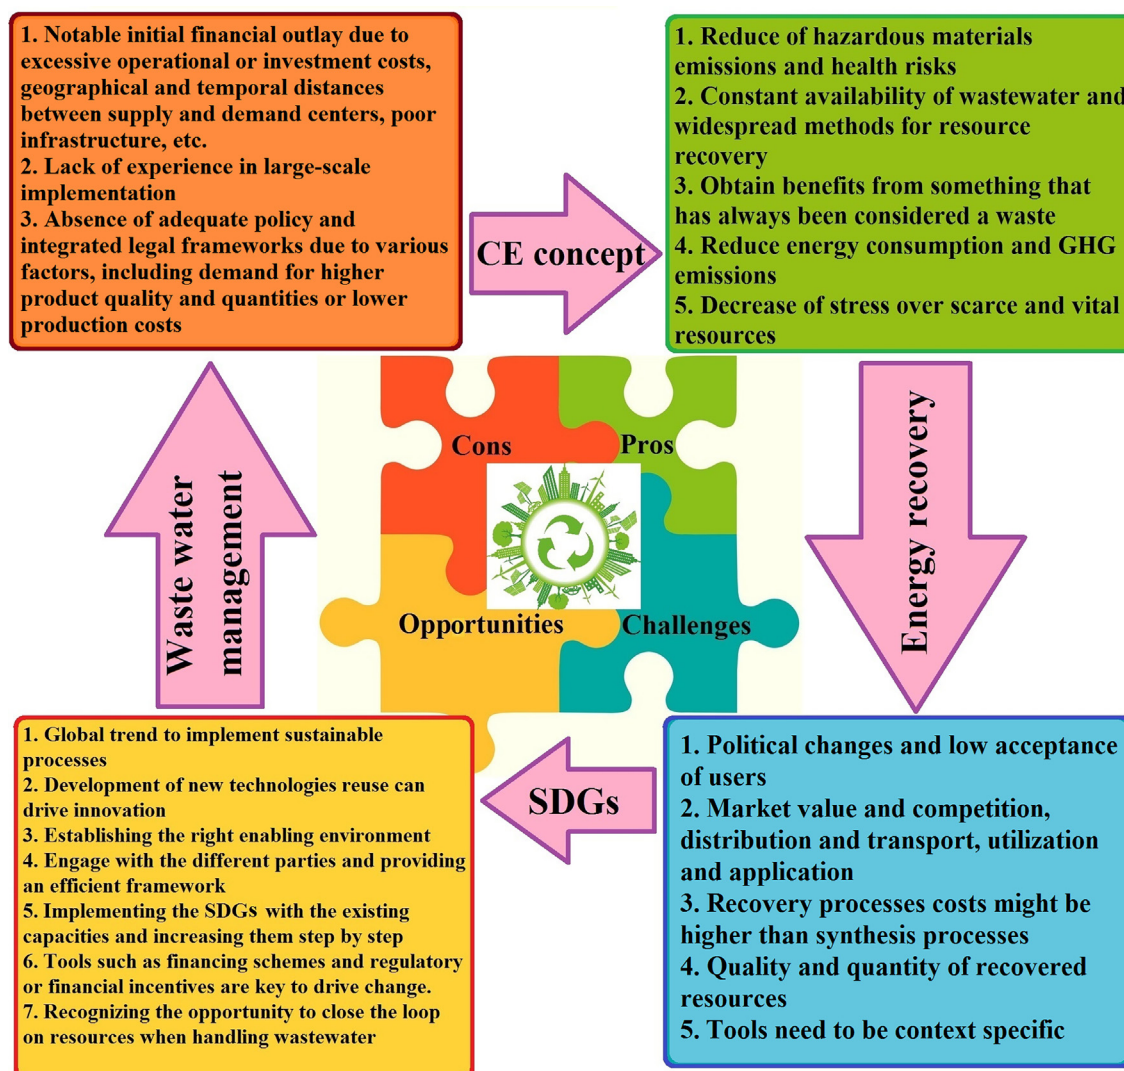 1. Notable initial financial outlay due to
excessive operational or investment costs,
geographical and temporal distances
between supply and demand centers, poor
infrastructure, etc.
2. Lack of experience in large-scale
implementation
3. Absence of adequate policy and
integrated legal frameworks due to various
factors, including demand for higher
product quality and quantities or lower
production costs
CE concept
1. Reduce of hazardous materials
emissions and health risks
2. Constant availability of wastewater and
widespread methods for resource
recovery
3. Obtain benefits from something that
has always been considered a waste
4. Reduce energy consumption and GHG
emissions
5. Decrease of stress over scarce and vital
resources
Waste water
management
Cons
Pros
Opportunities
Challenges
Energy recovery
1. Global trend to implement sustainable
processes
2. Development of new technologies reuse can
drive innovation
3. Establishing the right enabling environment
4. Engage with the different parties and providing
an efficient framework
5. Implementing the SDGs with the existing
capacities and increasing them step by step
6. Tools such as financing schemes and regulatory
or financial incentives are key to drive change.
7. Recognizing the opportunity to close the loop
on resources when handling wastewater
SDGs
1. Political changes and low acceptance
of users
2. Market value and competition,
distribution and transport, utilization
and application
3. Recovery processes costs might be
higher than synthesis processes
4. Quality and quantity of recovered
resources
5. Tools need to be context specific